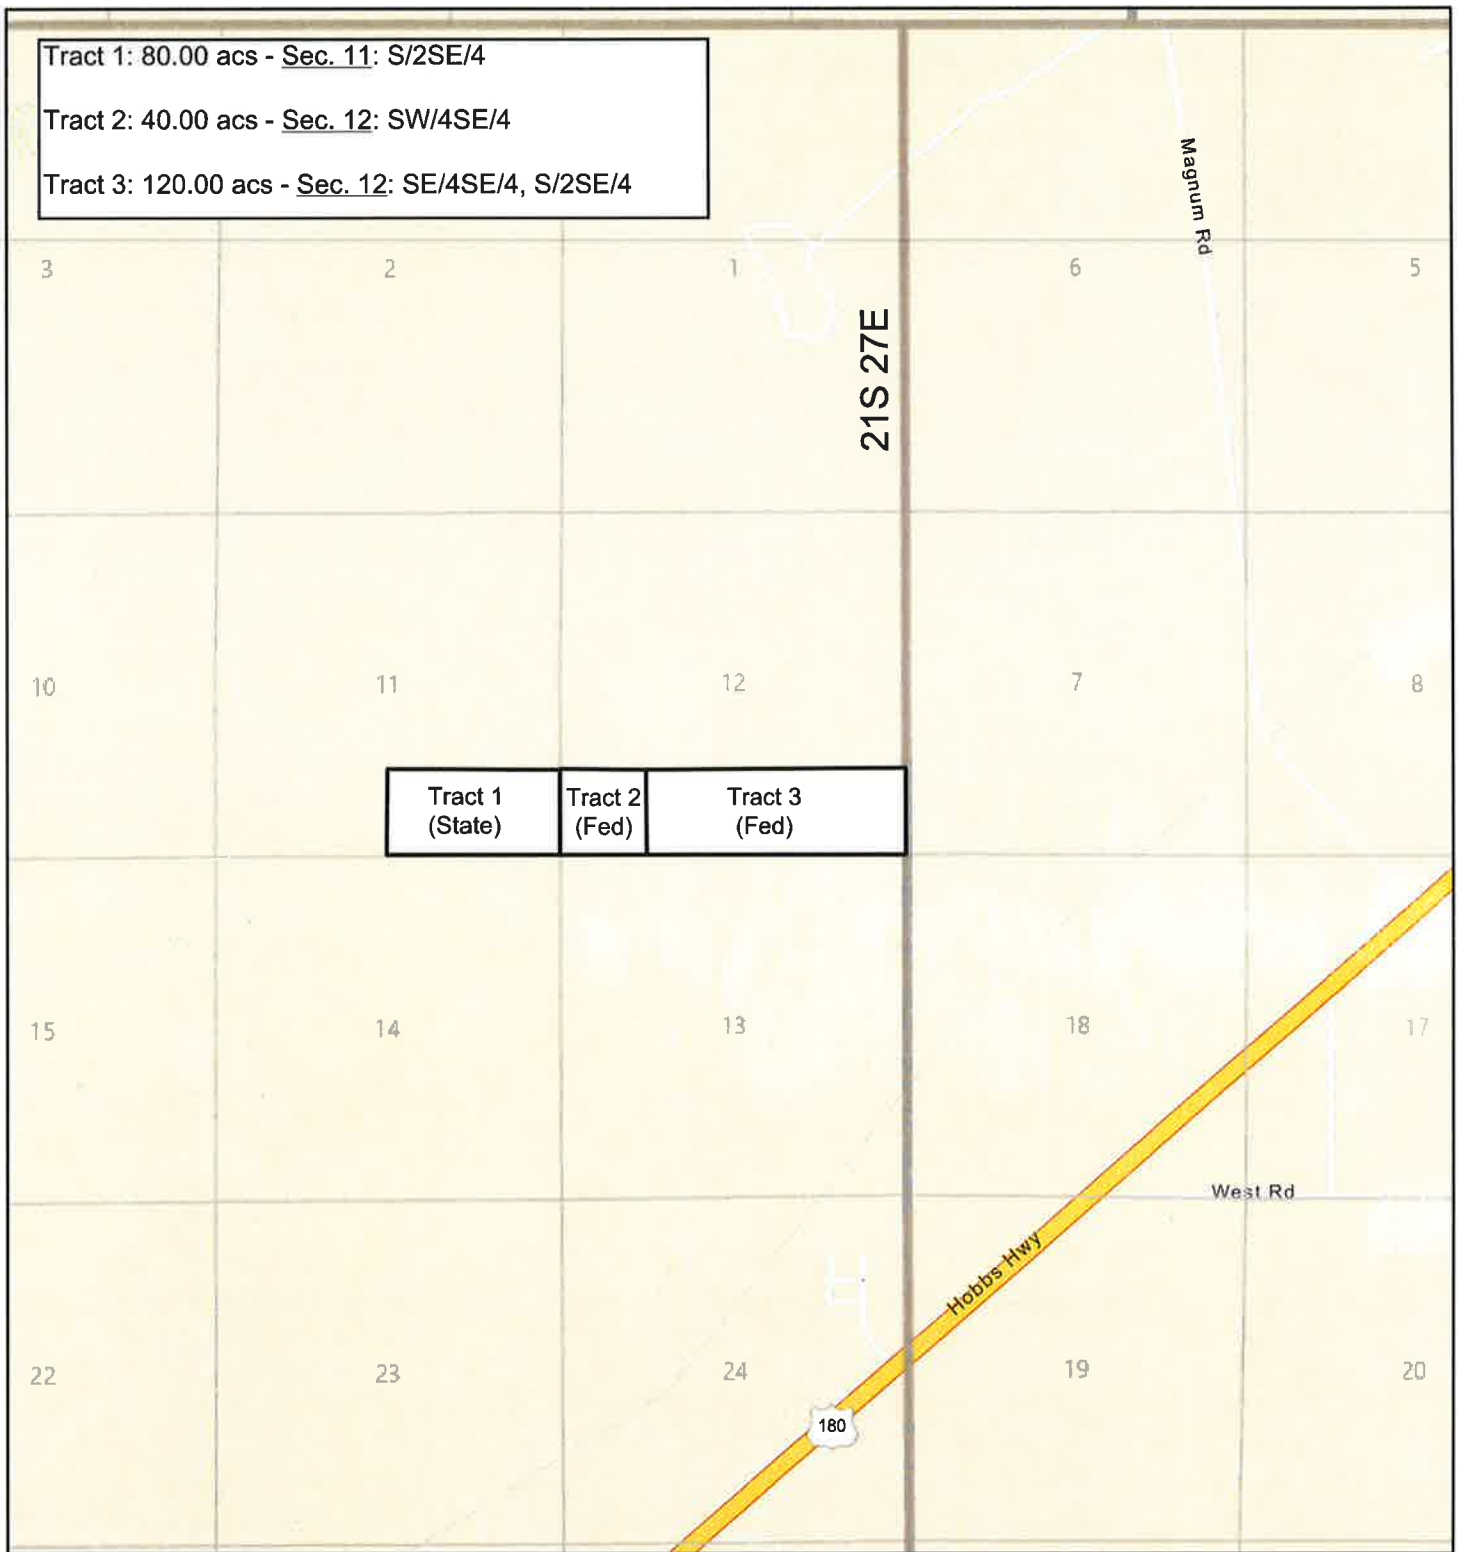 Tract 1: 80.00 acs - Sec. 11: S/2SE/4
Tract 2: 40.00 acs - Sec. 12: SW/4SE/4
Tract 3: 120.00 acs - Sec. 12: SE/4SE/4, S/2SE/4
Magnum Rd
3
2
1
6
5
21S 27E
10
11
12
7
8
Tract 1
(State)
Tract 2
(Fed)
Tract 3
(Fed)
15
14
13
18
17
West Rd
Hobbs Hwy
22
23
24
19
20
180